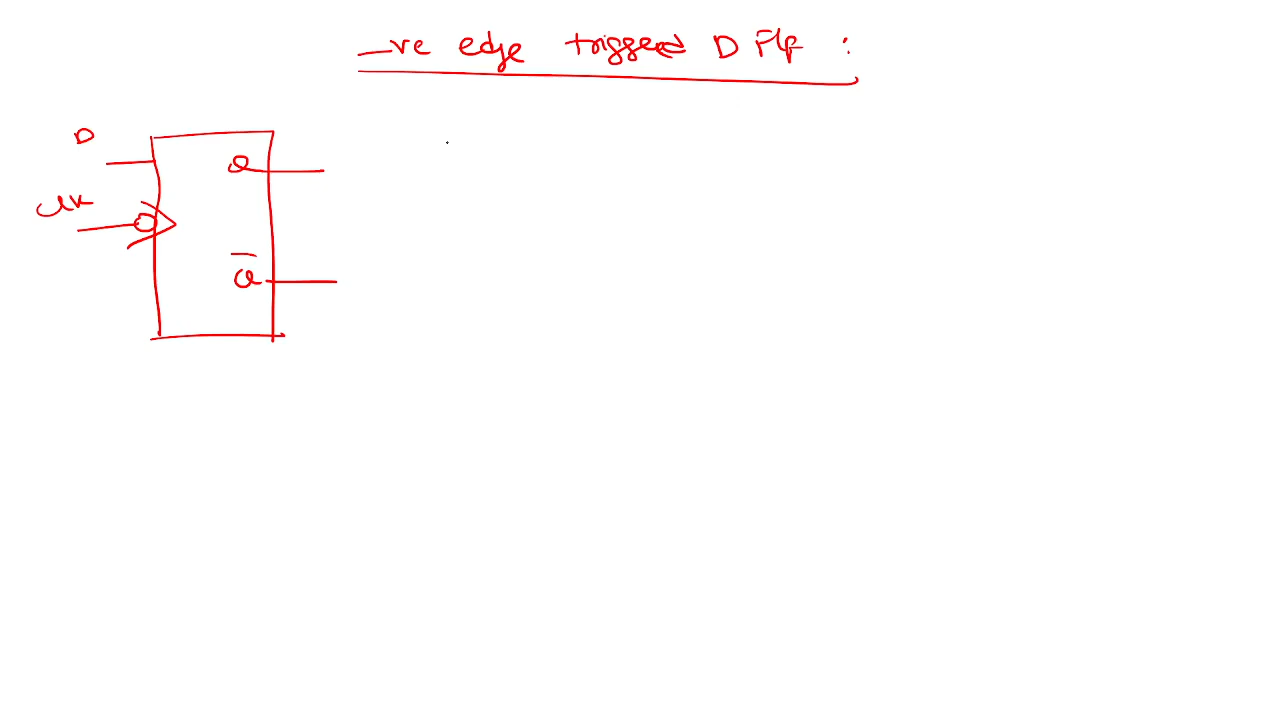 -ve edge triggered D F/f :
D
clk
Q
Q̅